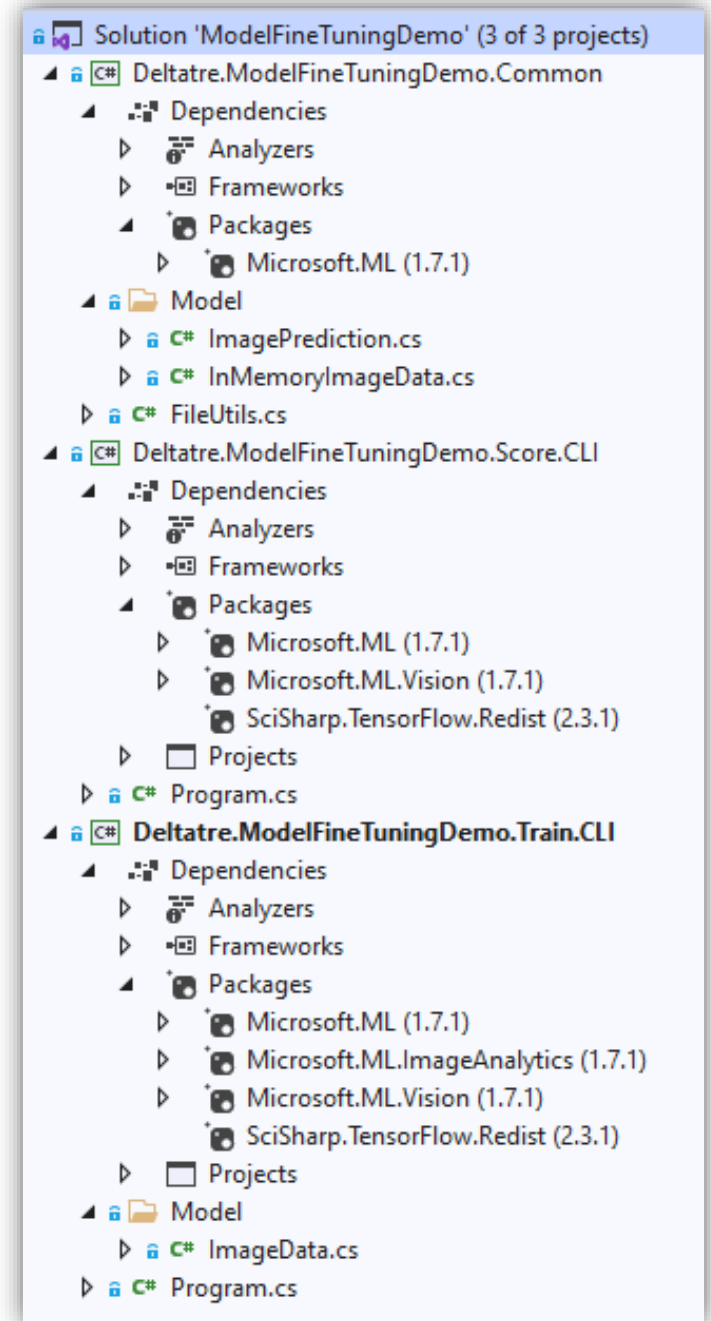 Solution 'ModelFineTuningDemo' (3 of 3 projects)
C# Deltatre.ModelFineTuningDemo.Common
Dependencies
Analyzers
Frameworks
Packages
Microsoft.ML (1.7.1)
Model
C# ImagePrediction.cs
C# InMemoryImageData.cs
C# FileUtils.cs
C# Deltatre.ModelFineTuningDemo.Score.CLI
Dependencies
Analyzers
Frameworks
Packages
Microsoft.ML (1.7.1)
Microsoft.ML.Vision (1.7.1)
SciSharp.TensorFlow.Redist (2.3.1)
Projects
C# Program.cs
C# Deltatre.ModelFineTuningDemo.Train.CLI
Dependencies
Analyzers
Frameworks
Packages
Microsoft.ML (1.7.1)
Microsoft.ML.ImageAnalytics (1.7.1)
Microsoft.ML.Vision (1.7.1)
SciSharp.TensorFlow.Redist (2.3.1)
Projects
Model
C# ImageData.cs
C# Program.cs